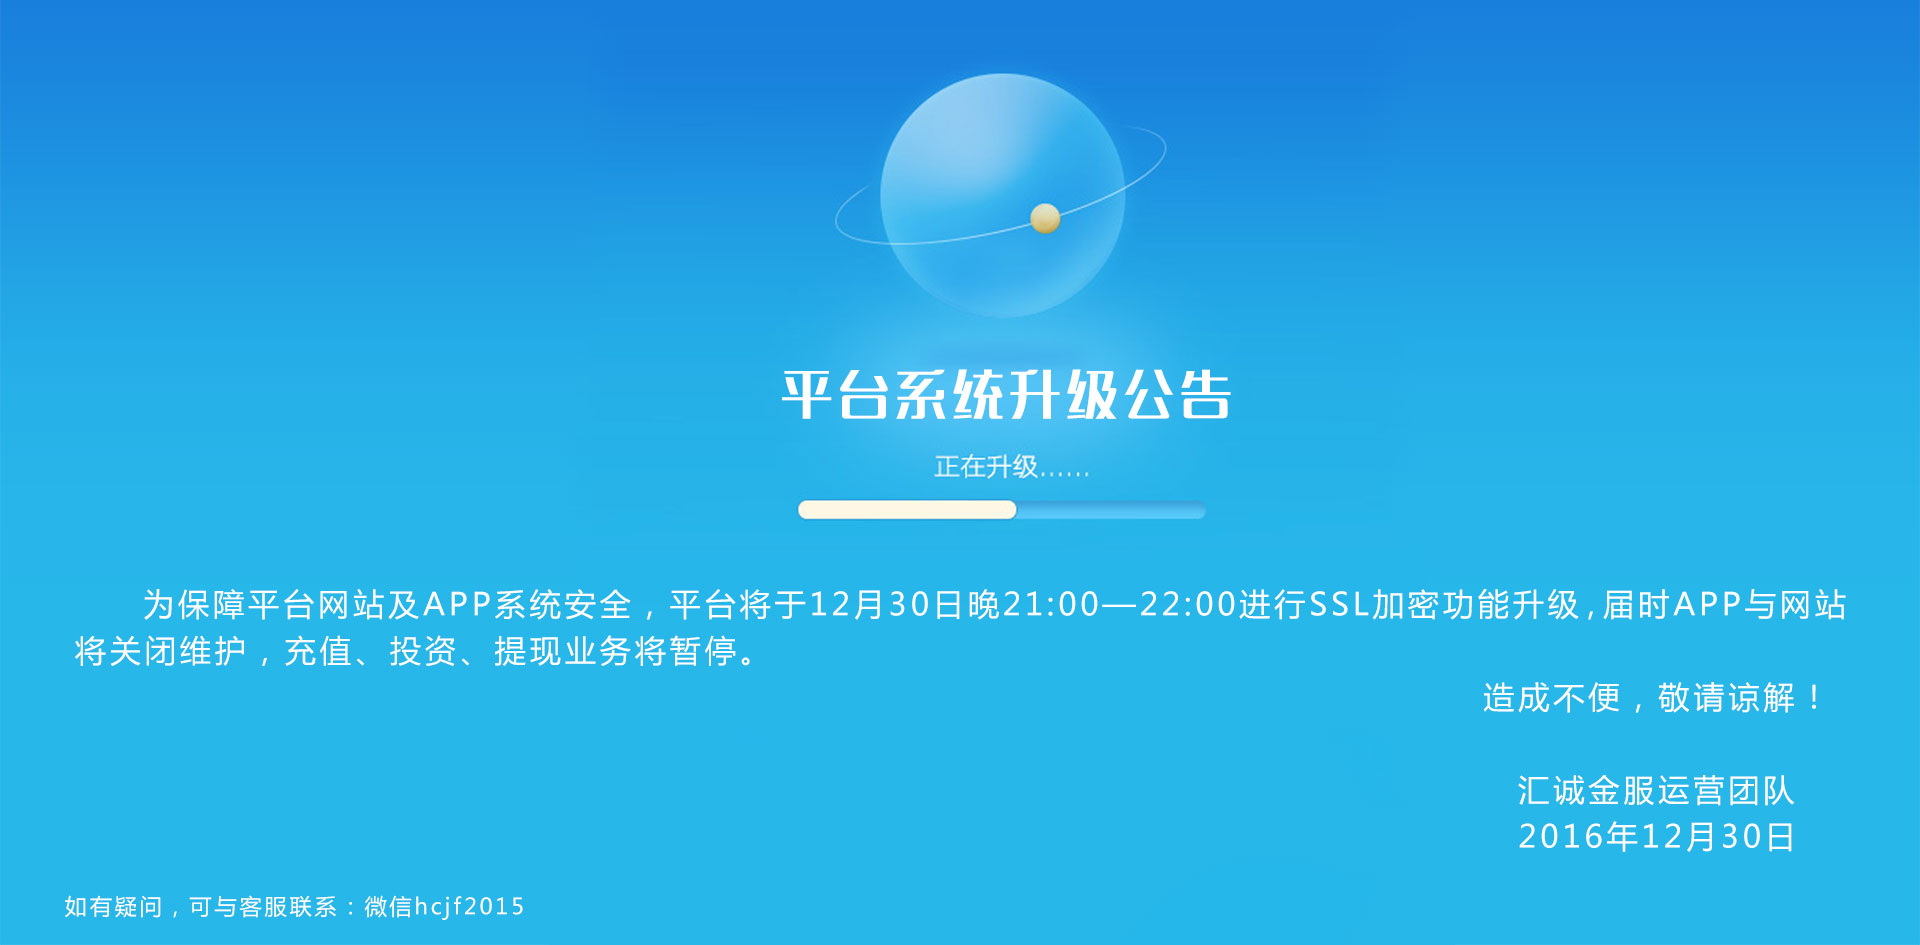 平台系统升级公告
正在升级......
为保障平台网站及APP系统安全，平台将于12月30日晚21:00—22:00进行SSL加密功能升级,届时APP与网站
将关闭维护，充值、投资、提现业务将暂停。
造成不便，敬请谅解！
汇诚金服运营团队
2016年12月30日
如有疑问，可与客服联系：微信hcjf2015